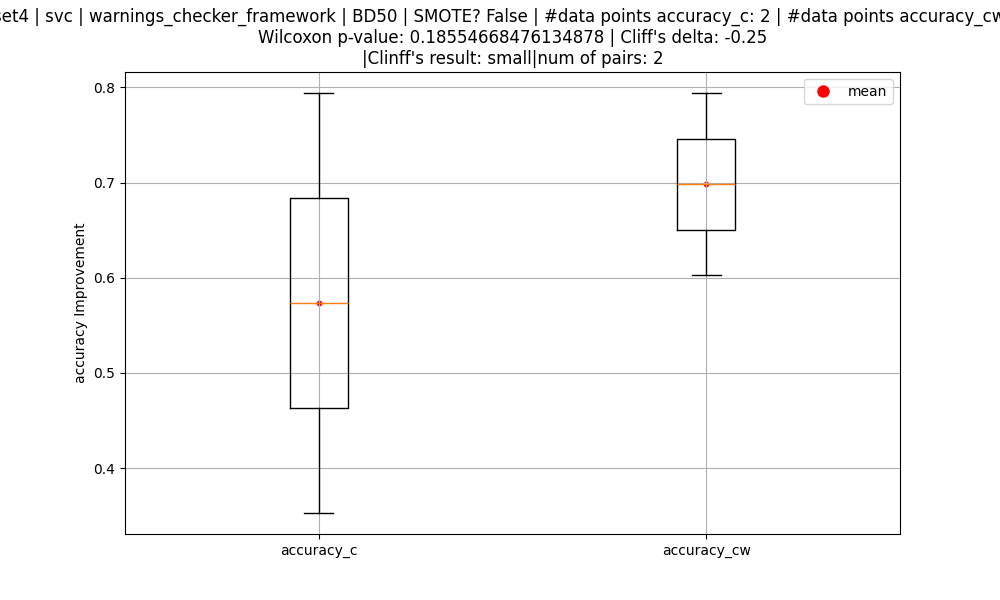 set4 | svc | warnings_checker_framework | BD50 | SMOTE? False | #data points accuracy_c: 2 | #data points accuracy_cw
Wilcoxon p-value: 0.18554668476134878 | Cliff's delta: -0.25
|Clinff's result: small|num of pairs: 2
mean
0.8
0.7
0.6
0.5
0.4
accuracy Improvement
accuracy_c
accuracy_cw